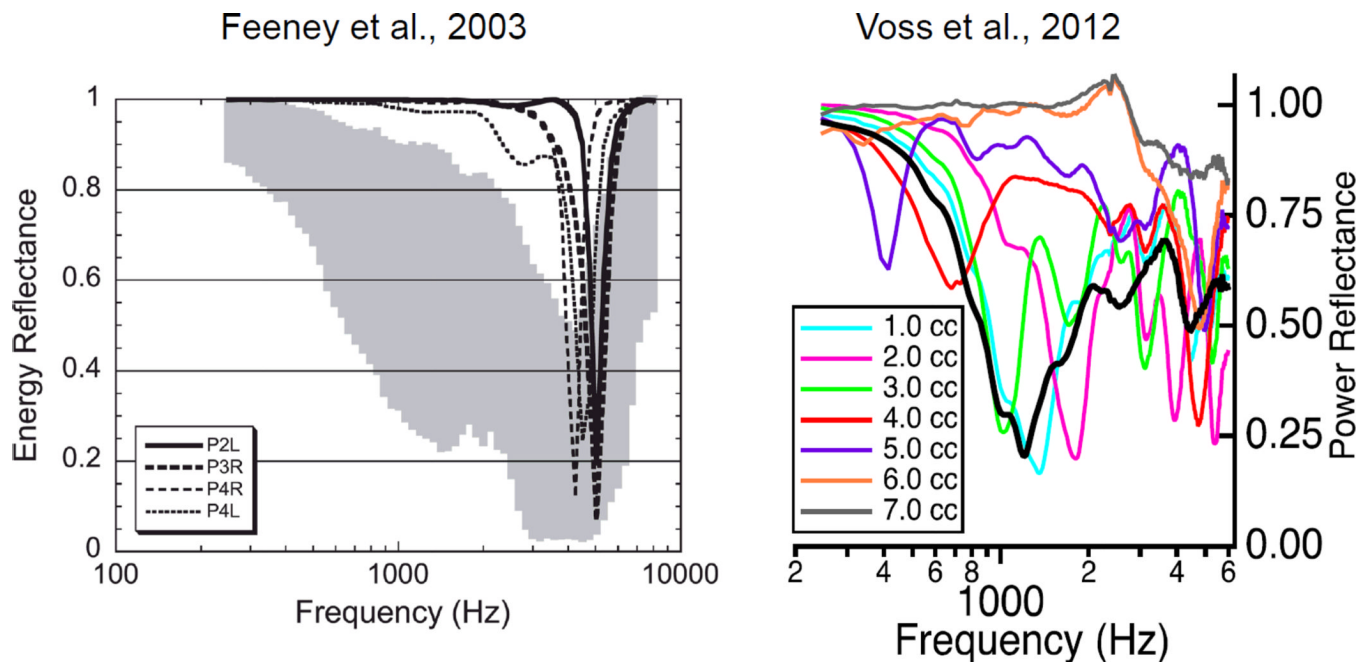 Feeney et al., 2003
Energy Reflectance
1
0.8
0.6
0.4
0.2
0
P2L
P3R
P4R
P4L
100
1000
10000
Frequency (Hz)
Voss et al., 2012
1.00
0.75
0.50
0.25
0.00
Power Reflectance
1.0 cc
2.0 cc
3.0 cc
4.0 cc
5.0 cc
6.0 cc
7.0 cc
2 4 6 8 2 4 6
1000
Frequency (Hz)